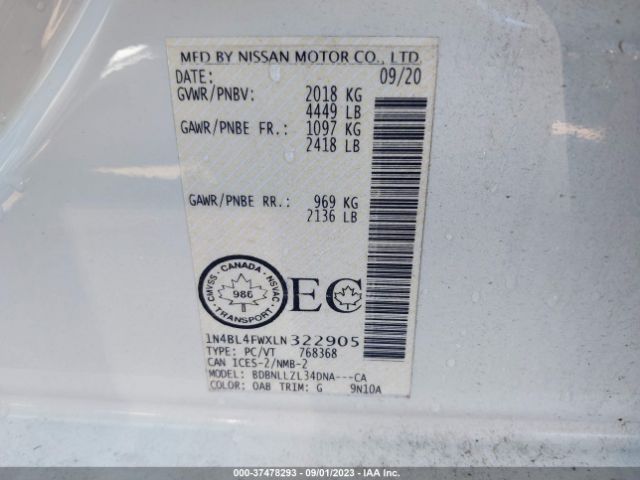 MFD BY NISSAN MOTOR CO., LTD.
DATE: 09/20
GVWR/PNBV: 2018 KG
4449 LB
GAWR/PNBE FR.: 1097 KG
2418 LB
GAWR/PNBE RR.: 969 KG
2136 LB
CMVSS - CANADA - NSVAC
986
TRANSPORT
EC
1N4BL4FWXLN322905
TYPE: PC/VT 768368
CAN ICES-2/NMB-2
MODEL: BDBNLLZL34DNA---CA
COLOR: QAB TRIM: G 9N10A
000-37478293 - 09/01/2023 - IAA Inc.